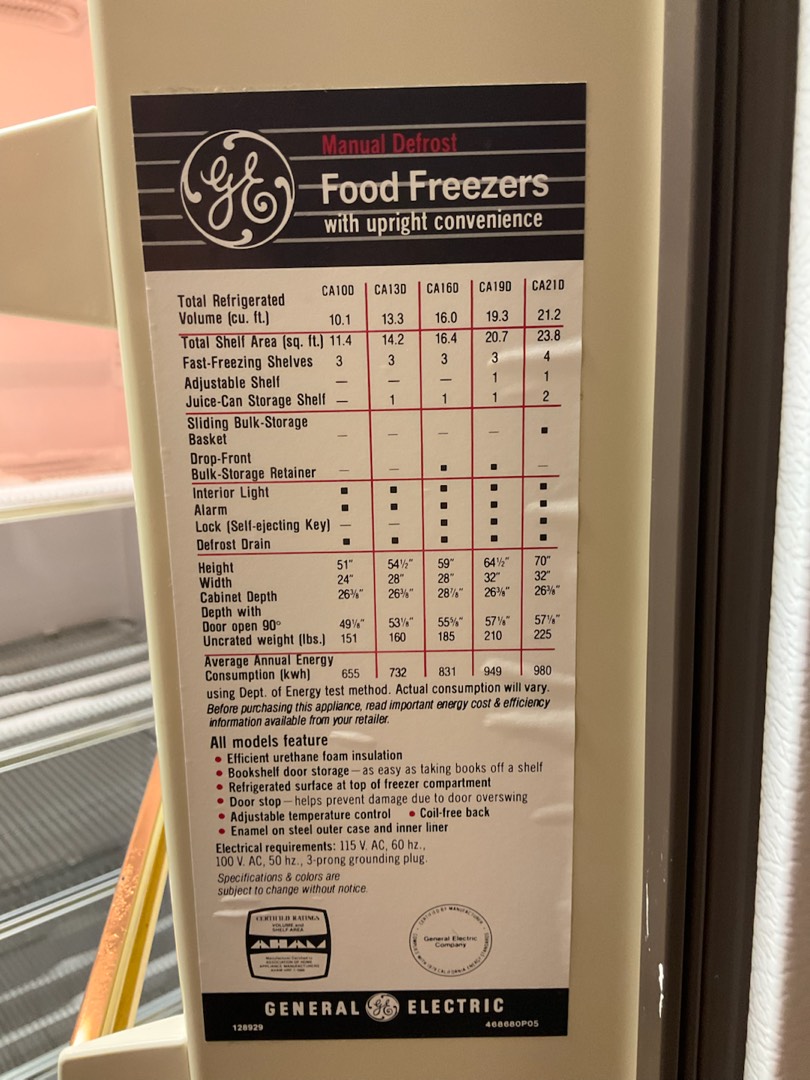 GE
Manual Defrost
Food Freezers
with upright convenience
CA10D CA13D CA16D CA19D CA21D
Total Refrigerated
Volume (cu. ft.) 10.1 13.3 16.0 19.3 21.2
Total Shelf Area (sq. ft.) 11.4 14.2 16.4 20.7 23.8
Fast-Freezing Shelves 3 3 3 3 4
Adjustable Shelf — — — 1 1
Juice-Can Storage Shelf — 1 1 1 2
Sliding Bulk-Storage
Basket — — — — ■
Drop-Front
Bulk-Storage Retainer — — ■ ■ —
Interior Light ■ ■ ■ ■ ■
Alarm ■ ■ ■ ■ ■
Lock (Self-ejecting Key) — — ■ ■ ■
Defrost Drain ■ ■ ■ ■ ■
Height 51" 54½" 59" 64½" 70"
Width 24" 28" 28" 32" 32"
Cabinet Depth 26⅜" 26⅜" 28⅞" 26⅜" 26⅜"
Depth with
Door open 90° 49⅛" 53⅛" 55⅝" 57⅛" 57⅛"
Uncrated weight (lbs.) 151 160 185 210 225
Average Annual Energy
Consumption (kwh) 655 732 831 949 980
using Dept. of Energy test method. Actual consumption will vary.
Before purchasing this appliance, read important energy cost & efficiency
information available from your retailer.
All models feature
• Efficient urethane foam insulation
• Bookshelf door storage — as easy as taking books off a shelf
• Refrigerated surface at top of freezer compartment
• Door stop — helps prevent damage due to door overswing
• Adjustable temperature control • Coil-free back
• Enamel on steel outer case and inner liner
Electrical requirements: 115 V. AC, 60 hz.,
100 V. AC, 50 hz., 3-prong grounding plug.
Specifications & colors are
subject to change without notice.
CERTIFIED RATINGS
VOLUME and
SHELF AREA
AHAM
CERTIFIED BY MANUFACTURER
General Electric
Company
GENERAL GE ELECTRIC
128929 468680P05